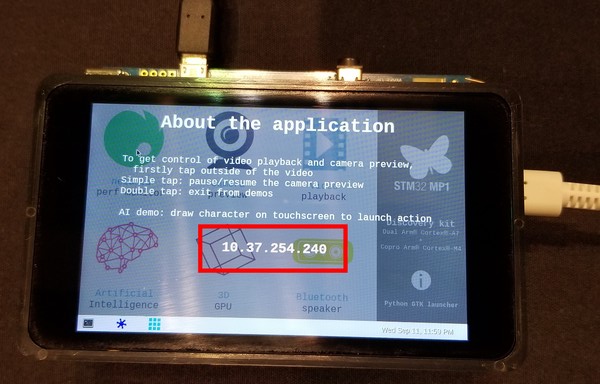 About the application
To get control of video playback and camera preview,
firstly tap outside of the video
Simple tap: pause/resume the camera preview
Double tap: exit from demos
AI demo: draw character on touchscreen to launch action
10.37.254.240
playback
Artificial
Intelligence
3D
GPU
Bluetooth
speaker
STM32 MP1
Discovery kit
Dual Arm® Cortex®-A7
+
Copro Arm® Cortex®-M4
Python GTK launcher
Wed Sep 11, 11:59 PM